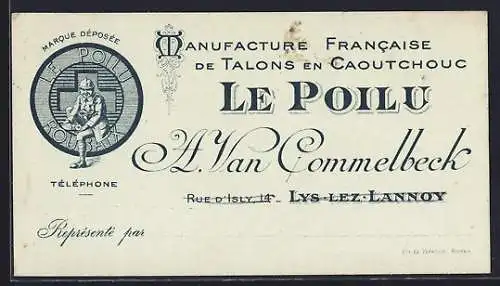 MARQUE DÉPOSÉE
LE POILU
ROUBAIX
TÉLÉPHONE
MANUFACTURE FRANÇAISE
DE TALONS EN CAOUTCHOUC
LE POILU
A. Van Commelbeck
RUE D'ISLY, 14 - LYS-LEZ-LANNOY
Représenté par